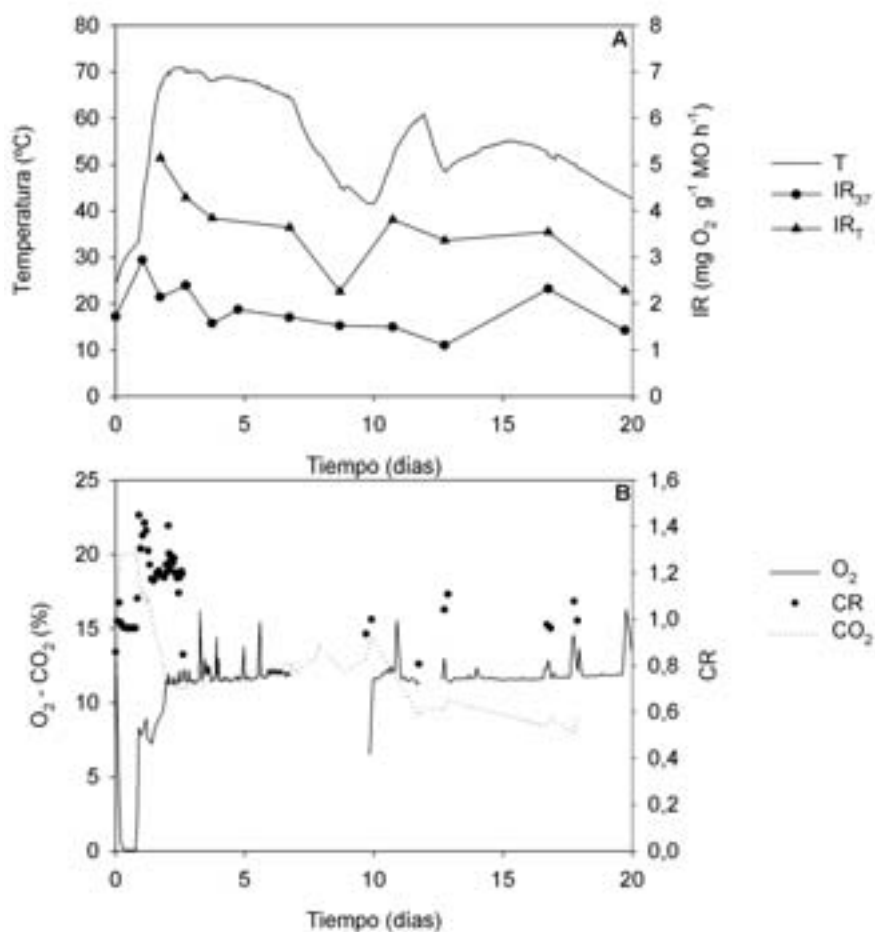 A
80
70
60
50
40
30
20
10
0
Temperatura (ºC)
8
7
6
5
4
3
2
1
0
IR (mg O₂ g⁻¹ MO h⁻¹)
0 5 10 15 20
Tiempo (dias)
T
IR₃₇
IR_T
B
25
20
15
10
5
0
O₂ - CO₂ (%)
1,6
1,4
1,2
1,0
0,8
0,6
0,4
0,2
0,0
CR
0 5 10 15 20
Tiempo (dias)
O₂
CR
CO₂